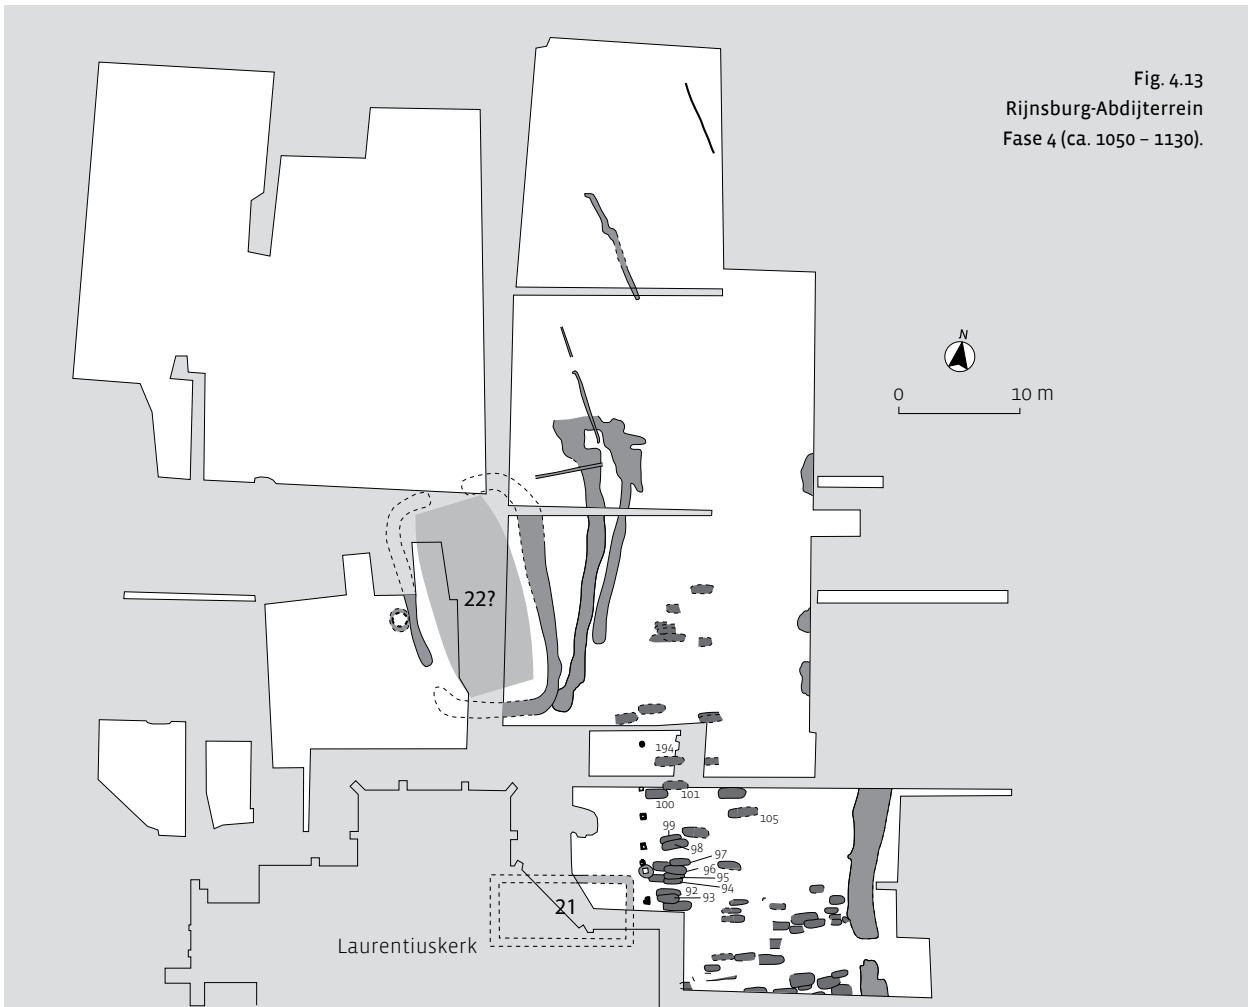 Fig. 4.13
Rijnsburg-Abdijterrein
Fase 4 (ca. 1050 – 1130).
N
0 10 m
22?
194
101
100
105
99
98
97
96
95
94
92
93
21
Laurentiuskerk